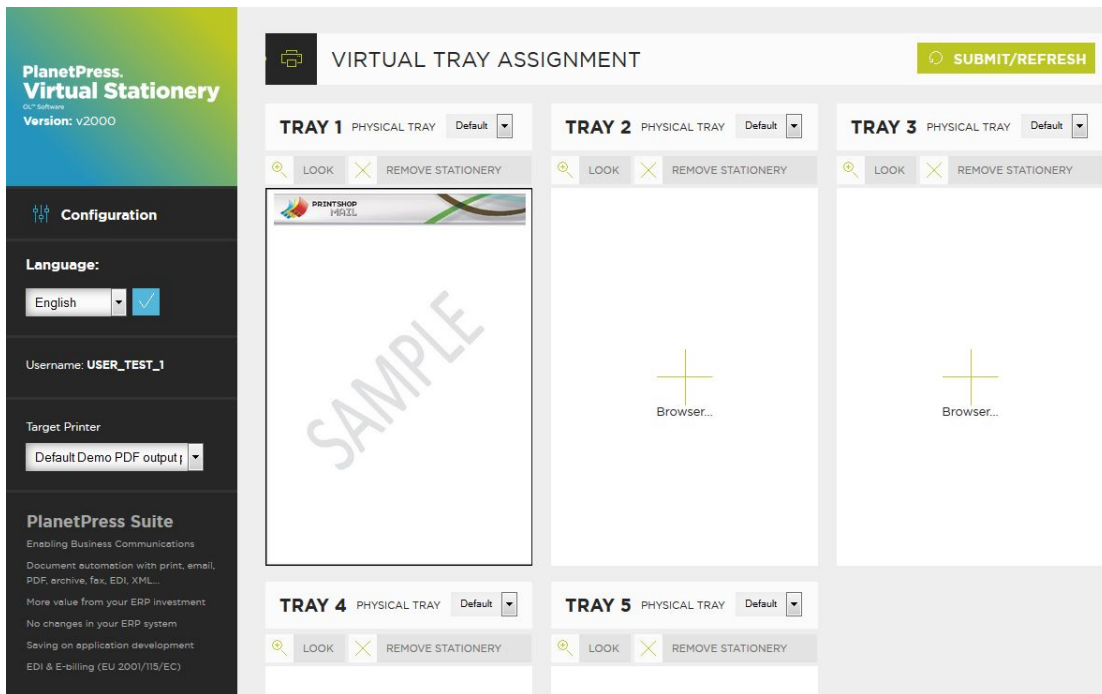 PlanetPress.
Virtual Stationery
OL™ Software
Version: v2000
Configuration
Language:
English
Username: USER_TEST_1
Target Printer
Default Demo PDF output p
PlanetPress Suite
Enabling Business Communications
Document automation with print, email,
PDF, archive, fax, EDI, XML...
More value from your ERP investment
No changes in your ERP system
Saving on application development
EDI & E-billing (EU 2001/115/EC)
VIRTUAL TRAY ASSIGNMENT
SUBMIT/REFRESH
TRAY 1 PHYSICAL TRAY Default
LOOK REMOVE STATIONERY
PRINTSHOP
MAIL
SAMPLE
TRAY 2 PHYSICAL TRAY Default
LOOK REMOVE STATIONERY
Browser...
TRAY 3 PHYSICAL TRAY Default
LOOK REMOVE STATIONERY
Browser...
TRAY 4 PHYSICAL TRAY Default
LOOK REMOVE STATIONERY
TRAY 5 PHYSICAL TRAY Default
LOOK REMOVE STATIONERY